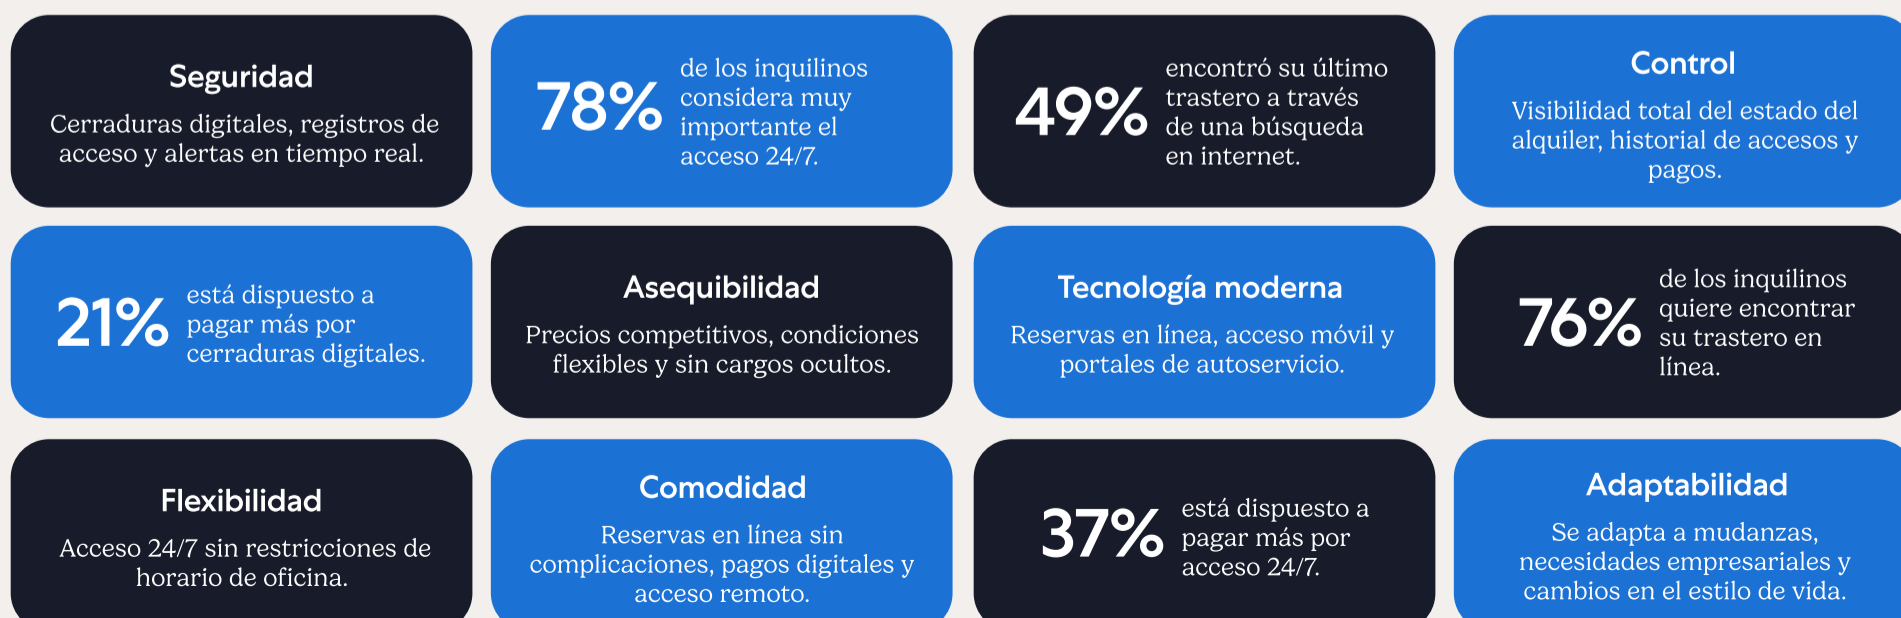 Seguridad
Cerraduras digitales, registros de
acceso y alertas en tiempo real.
78%
de los inquilinos
considera muy
importante el
acceso 24/7.
49%
encontró su último
trastero a través
de una búsqueda
en internet.
Control
Visibilidad total del estado del
alquiler, historial de accesos y
pagos.
21%
está dispuesto a
pagar más por
cerraduras digitales.
Asequibilidad
Precios competitivos, condiciones
flexibles y sin cargos ocultos.
Tecnología moderna
Reservas en línea, acceso móvil y
portales de autoservicio.
76%
de los inquilinos
quiere encontrar
su trastero en
línea.
Flexibilidad
Acceso 24/7 sin restricciones de
horario de oficina.
Comodidad
Reservas en línea sin
complicaciones, pagos digitales y
acceso remoto.
37%
está dispuesto a
pagar más por
acceso 24/7.
Adaptabilidad
Se adapta a mudanzas,
necesidades empresariales y
cambios en el estilo de vida.